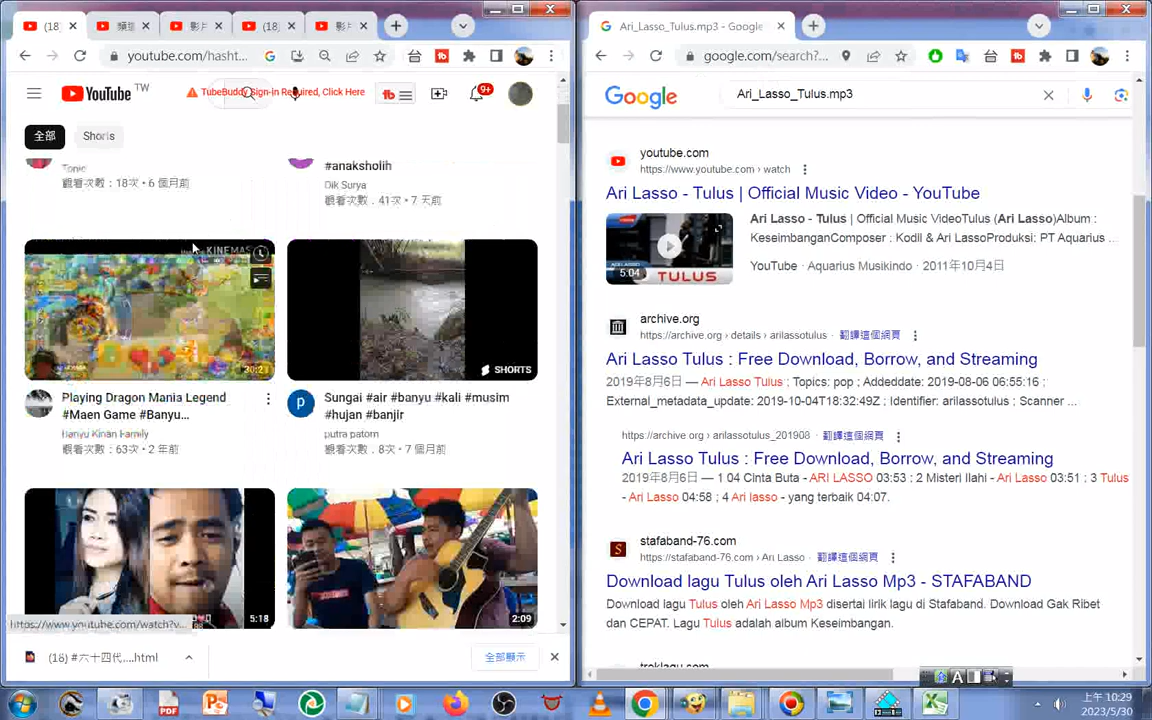 (18)
頻道
影片
(18)
影片
youtube.com/hasht...
YouTube TW
TubeBuddy Sign-in Required, Click Here
tb
9+
全部
Shorts
Tonic
觀看次數：18次 • 6 個月前
#anaksholih
Dik Surya
觀看次數：41次 • 7 天前
KINEMAS
30:21
Playing Dragon Mania Legend
#Maen Game #Banyu...
Banyu Kinan Family
觀看次數：63次 • 2 年前
SHORTS
Sungai #air #banyu #kali #musim
#hujan #banjir
putra patom
觀看次數：8次 • 7 個月前
5:18
2:09
https://www.youtube.com/watch?v...
(18) #六十四代....html
全部顯示
Ari_Lasso_Tulus.mp3 - Google
google.com/search?...
Google
Ari_Lasso_Tulus.mp3
youtube.com
https://www.youtube.com › watch
Ari Lasso - Tulus | Official Music Video - YouTube
TULUS
5:04
Ari Lasso - Tulus | Official Music VideoTulus (Ari Lasso)Album :
KeseimbanganComposer : Kodil & Ari LassoProduksi: PT Aquarius ...
YouTube · Aquarius Musikindo · 2011年10月4日
archive.org
https://archive.org › details › arilassotulus · 翻譯這個網頁
Ari Lasso Tulus : Free Download, Borrow, and Streaming
2019年8月6日 — Ari Lasso Tulus ; Topics: pop ; Addeddate: 2019-08-06 06:55:16 ;
External_metadata_update: 2019-10-04T18:32:49Z ; Identifier: arilassotulus ; Scanner ...
https://archive.org › arilassotulus_201908 · 翻譯這個網頁
Ari Lasso Tulus : Free Download, Borrow, and Streaming
2019年8月6日 — 1 04 Cinta Buta - ARI LASSO 03:53 ; 2 Misteri Ilahi - Ari Lasso 03:51 ; 3 Tulus
- Ari Lasso 04:58 ; 4 Ari lasso - yang terbaik 04:07.
stafaband-76.com
https://stafaband-76.com › Ari Lasso · 翻譯這個網頁
Download lagu Tulus oleh Ari Lasso Mp3 - STAFABAND
Download lagu Tulus oleh Ari Lasso Mp3 disertai lirik lagu di Stafaband. Download Gak Ribet
dan CEPAT. Lagu Tulus adalah album Keseimbangan.
treklagu.com
A
PDF
上午 10:29
2023/5/30